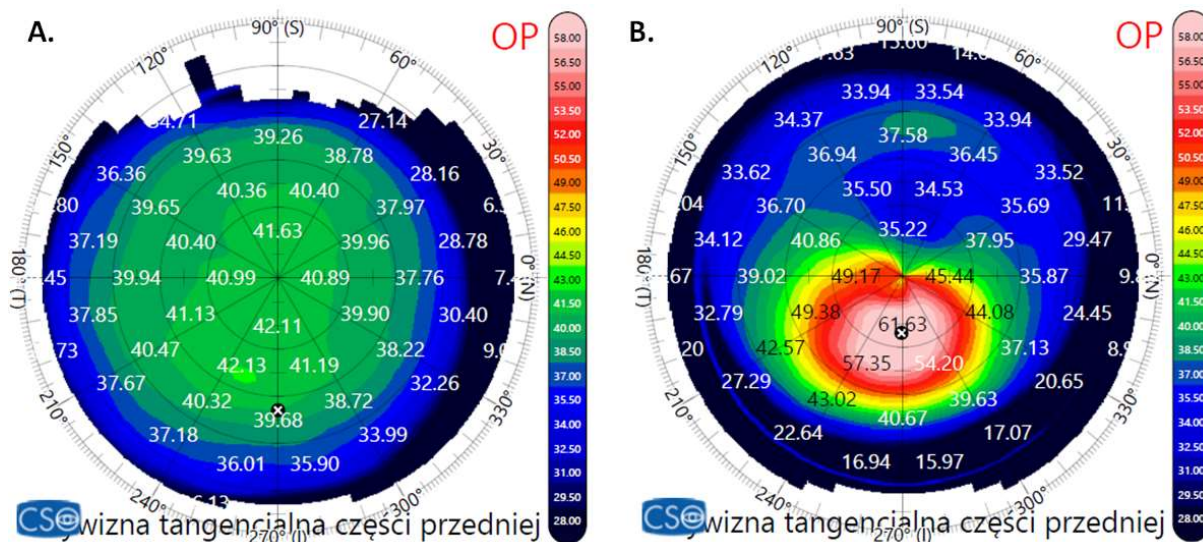 A.
OP
90° (S)
120°
60°
150°
30°
180° (T)
0° (N)
210°
330°
240°
300°
270° (I)
34.71 39.26 27.14
39.63 38.78
36.36 40.36 40.40 28.16
39.65 37.97
41.63
37.19 40.40 39.96 28.78
39.94 40.99 40.89 37.76
37.85 41.13 39.90 30.40
42.11
40.47 38.22
37.67 42.13 41.19 32.26
40.32 38.72
39.68
37.18 33.99
36.01 35.90
58.00
56.50
55.00
53.50
52.00
50.50
49.00
47.50
46.00
44.50
43.00
41.50
40.00
38.50
37.00
35.50
34.00
32.50
31.00
29.50
28.00
CSO
wizna tangencjalna części przedniej
B.
OP
90° (S)
120°
60°
150°
30°
180° (T)
0° (N)
210°
330°
240°
300°
270° (I)
15.60
33.94 33.54
34.37 37.58 33.94
36.94 36.45
33.62 35.50 34.53 33.52
36.70 35.69
35.22
34.12 40.86 37.95 29.47
39.02 49.17 45.44 35.87
32.79 49.38 44.08 24.45
61.63
42.57 37.13
27.29 57.35 54.20 20.65
43.02 39.63
40.67
22.64 17.07
16.94 15.97
58.00
56.50
55.00
53.50
52.00
50.50
49.00
47.50
46.00
44.50
43.00
41.50
40.00
38.50
37.00
35.50
34.00
32.50
31.00
29.50
28.00
CSO
wizna tangencjalna części przedniej